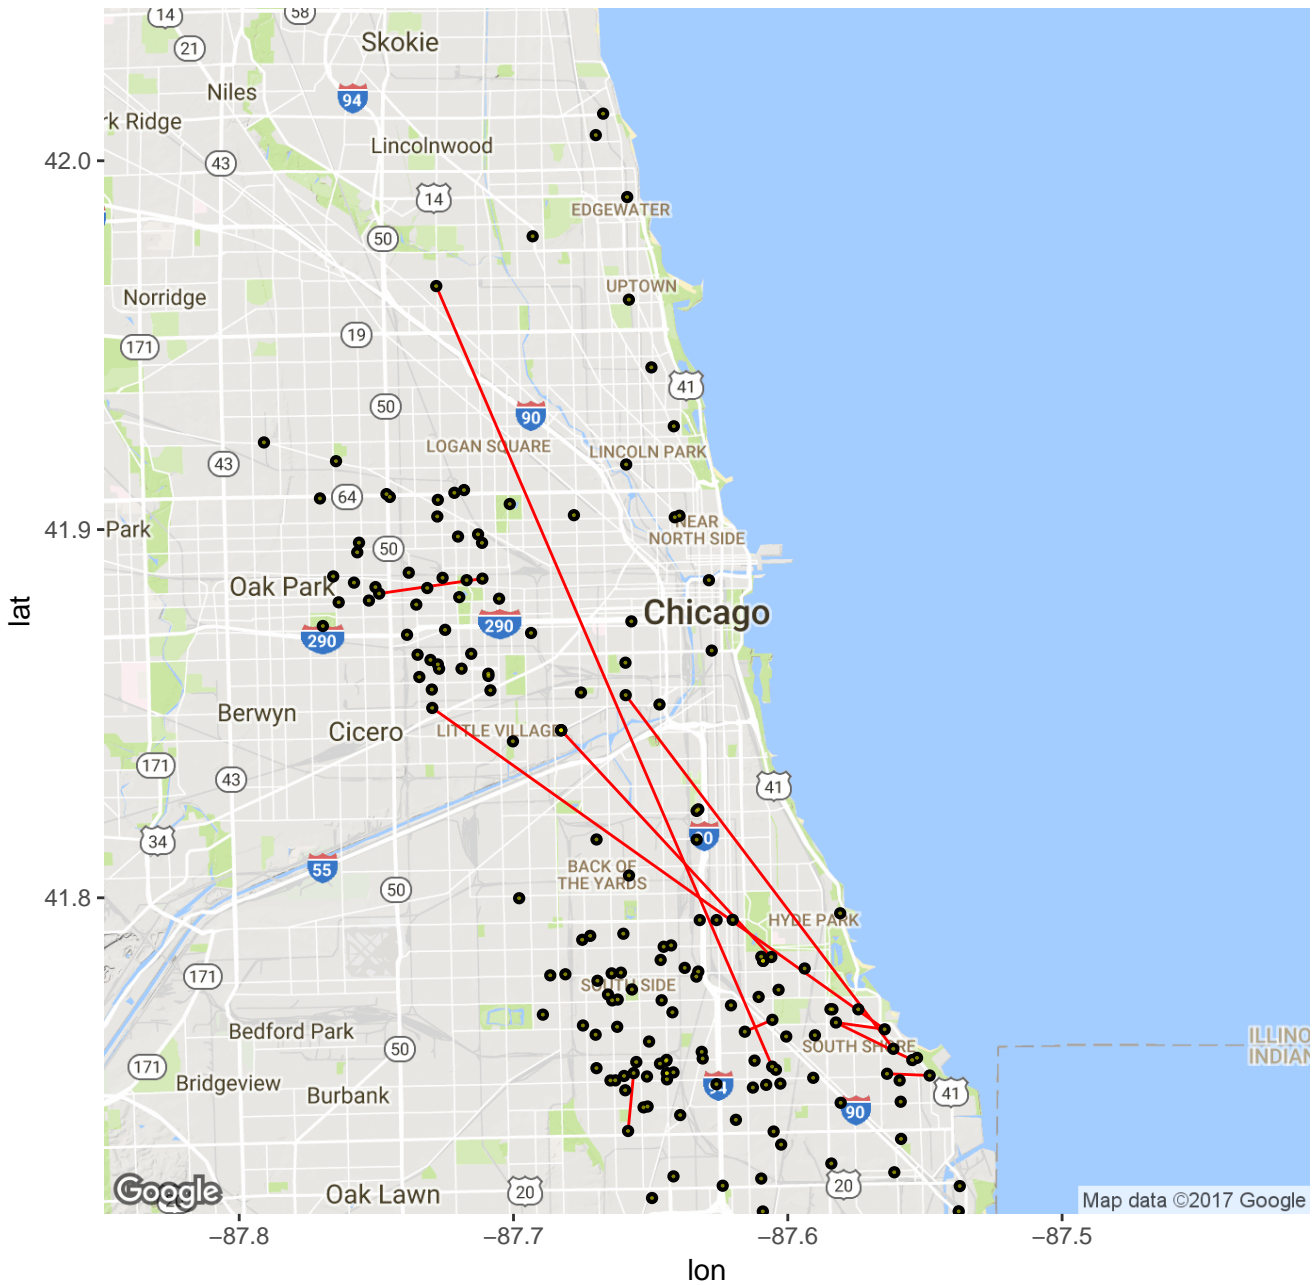 14
58
21
Skokie
Niles
94
rk Ridge
Lincolnwood
42.0
43
14
EDGEWATER
50
UPTOWN
Norridge
19
171
41
50
90
LOGAN SQUARE
LINCOLN PARK
43
64
41.9
Park
NEAR
NORTH SIDE
50
Oak Park
Chicago
290
290
Berwyn
Cicero
LITTLE VILLAGE
171
43
41
34
55
BACK OF
THE YARDS
50
41.8
HYDE PARK
171
SOUTH SIDE
Bedford Park
50
SOUTH SHORE
ILLINO
INDIAN
171
Bridgeview
Burbank
94
41
90
Google
Oak Lawn
20
20
Map data ©2017 Google
−87.8
−87.7
−87.6
−87.5
lon
lat